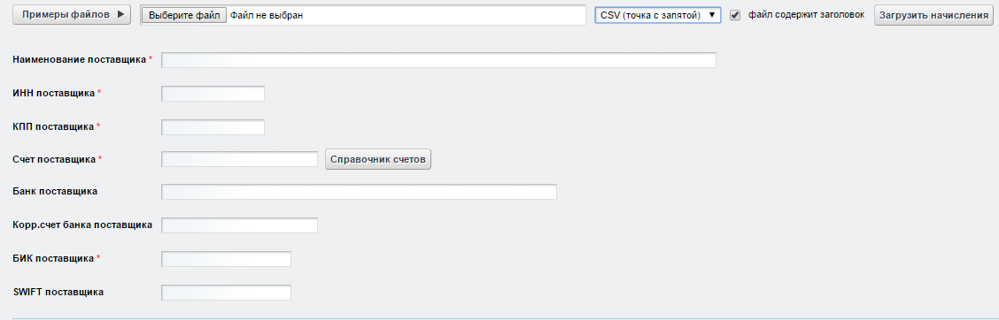 Примеры файлов
Выберите файл Файл не выбран
CSV (точка с запятой)
файл содержит заголовок
Загрузить начисления
Наименование поставщика *
ИНН поставщика *
КПП поставщика *
Счет поставщика *
Справочник счетов
Банк поставщика
Корр.счет банка поставщика
БИК поставщика *
SWIFT поставщика